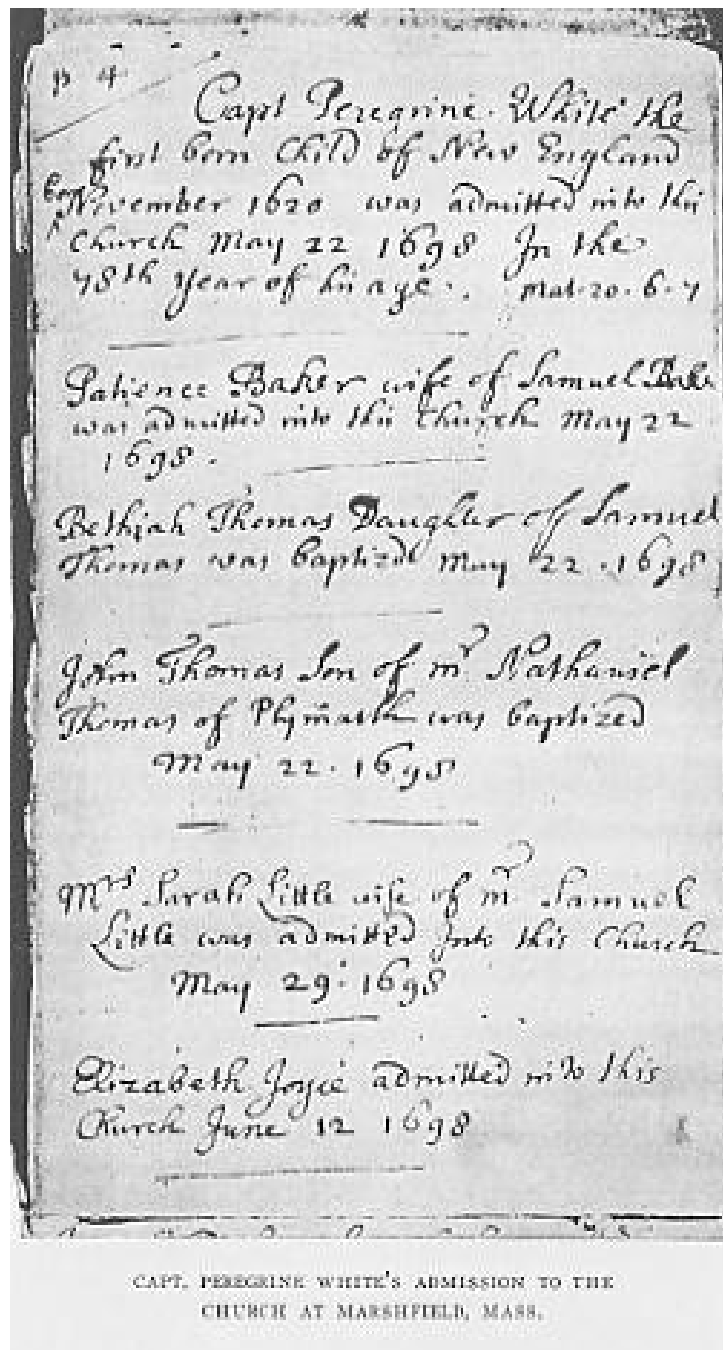 p 4
Capt Peregrine White the
first born Child of New England
Born
November 1620 was admitted into this
Church May 22 1698 In the
78th Year of his age. Mat. 20. 6. 7
Patience Baker wife of Samuel Baker
was admitted into this Church May 22
1698.
Bethiah Thomas Daughter off Samuel
Thomas was baptized May 22. 1698
John Thomas Son of mr Nathaniel
Thomas of Plymouth was baptized
May 22. 1698
Mrs Sarah Little wife of mr Samuel
Little was admitted Into this Church
May 29. 1698
Elizabeth Joyce admitted into this
Church June 12 1698
CAPT. PEREGRINE WHITE'S ADMISSION TO THE
CHURCH AT MARSHFIELD, MASS.